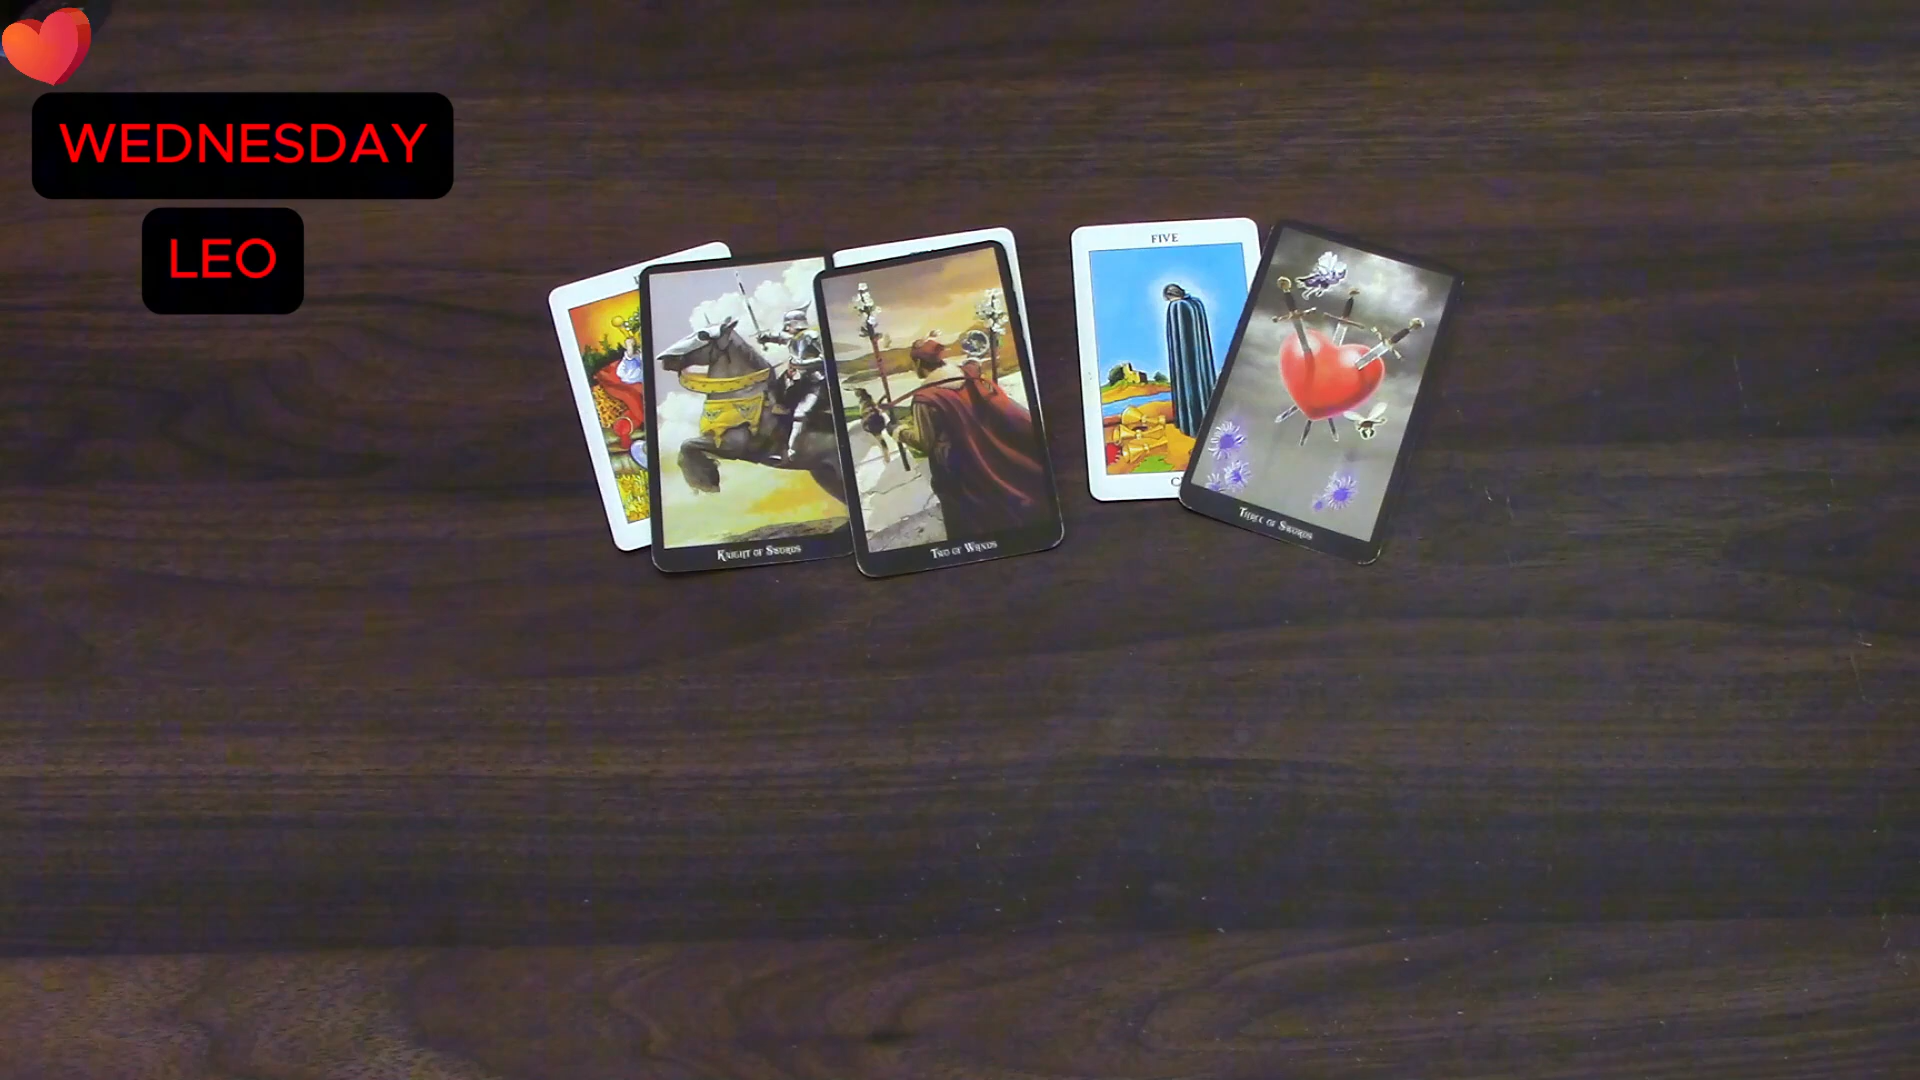 WEDNESDAY
LEO
FIVE
KNIGHT OF SWORDS
TWO OF WANDS
THREE OF SWORDS